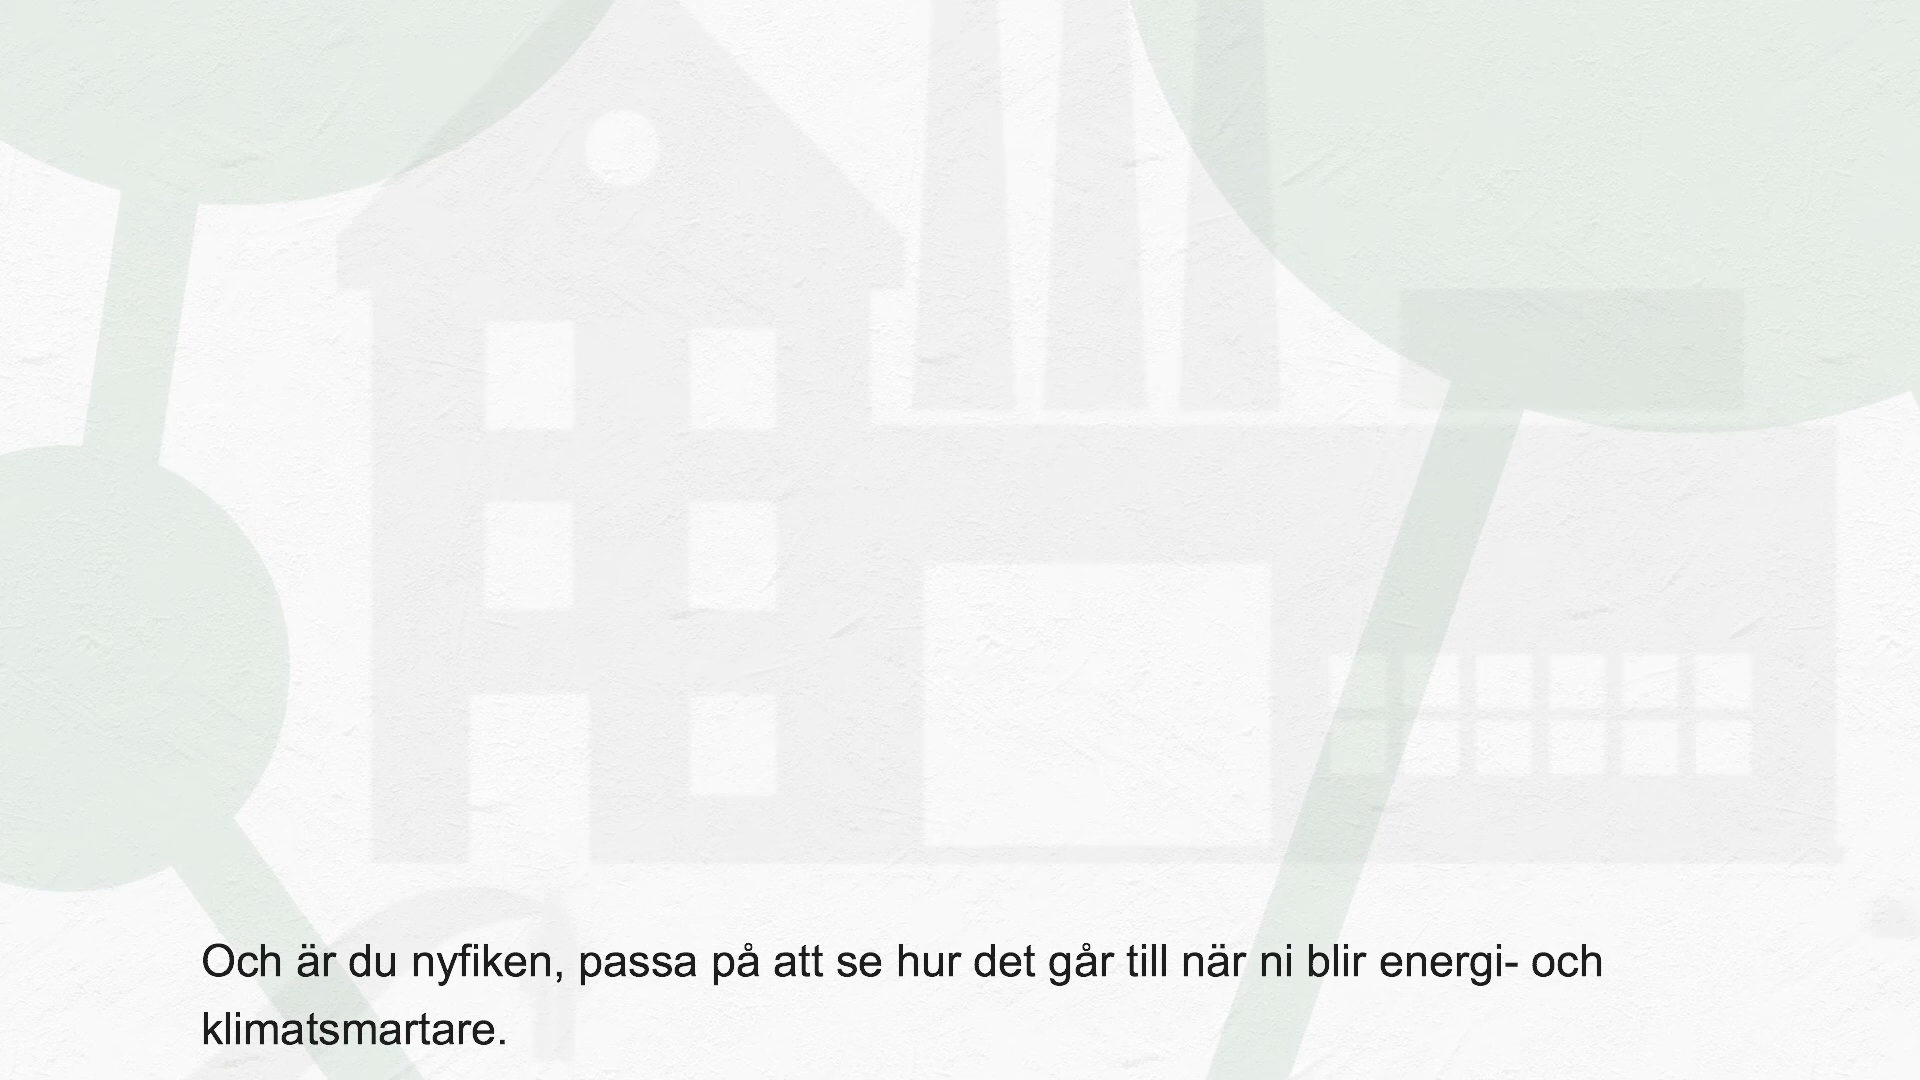 Och är du nyfiken, passa på att se hur det går till när ni blir energi- och
klimatsmartare.